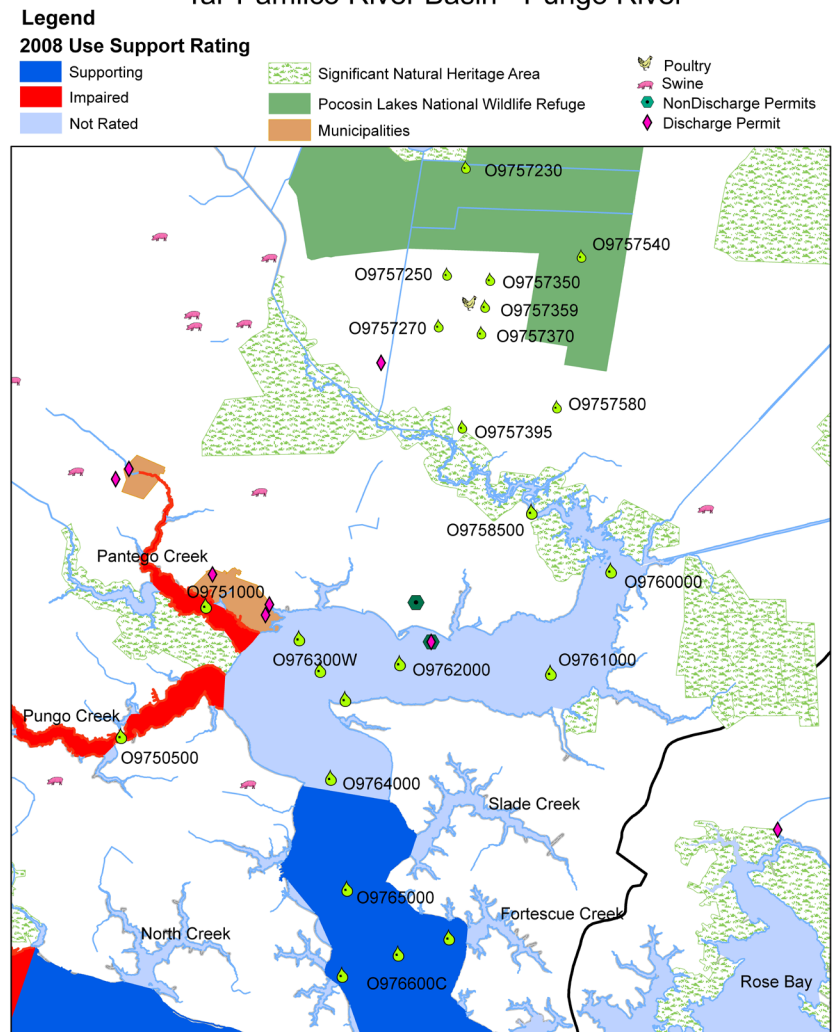 Tar-Pamlico River Basin - Pungo River
Legend
2008 Use Support Rating
Supporting
Impaired
Not Rated
Significant Natural Heritage Area
Pocosin Lakes National Wildlife Refuge
Municipalities
Poultry
Swine
NonDischarge Permits
Discharge Permit
O9757230
O9757540
O9757250
O9757350
O9757359
O9757270
O9757370
O9757580
O9757395
O9758500
Pantego Creek
O9760000
O9751000
O976300W
O9761000
O9762000
Pungo Creek
O9750500
O9764000
Slade Creek
O9765000
Fortescue Creek
North Creek
O976600C
Rose Bay